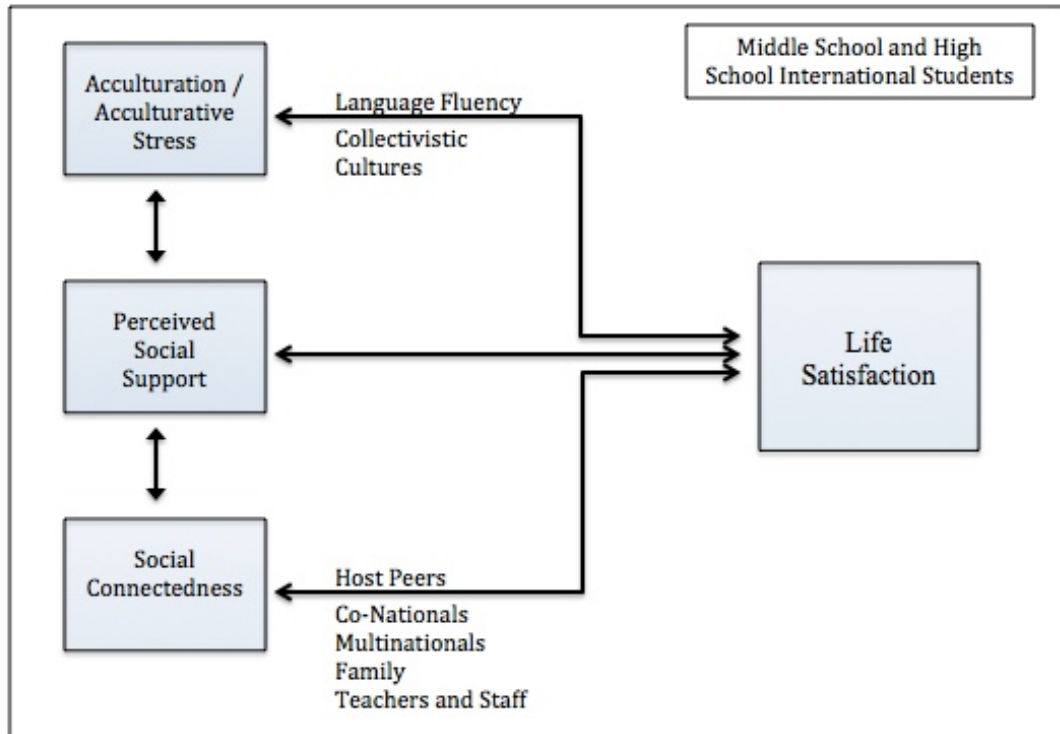 Middle School and High
School International Students
Acculturation /
Acculturative
Stress
Language Fluency
Collectivistic
Cultures
Perceived
Social
Support
Life
Satisfaction
Social
Connectedness
Host Peers
Co-Nationals
Multinationals
Family
Teachers and Staff